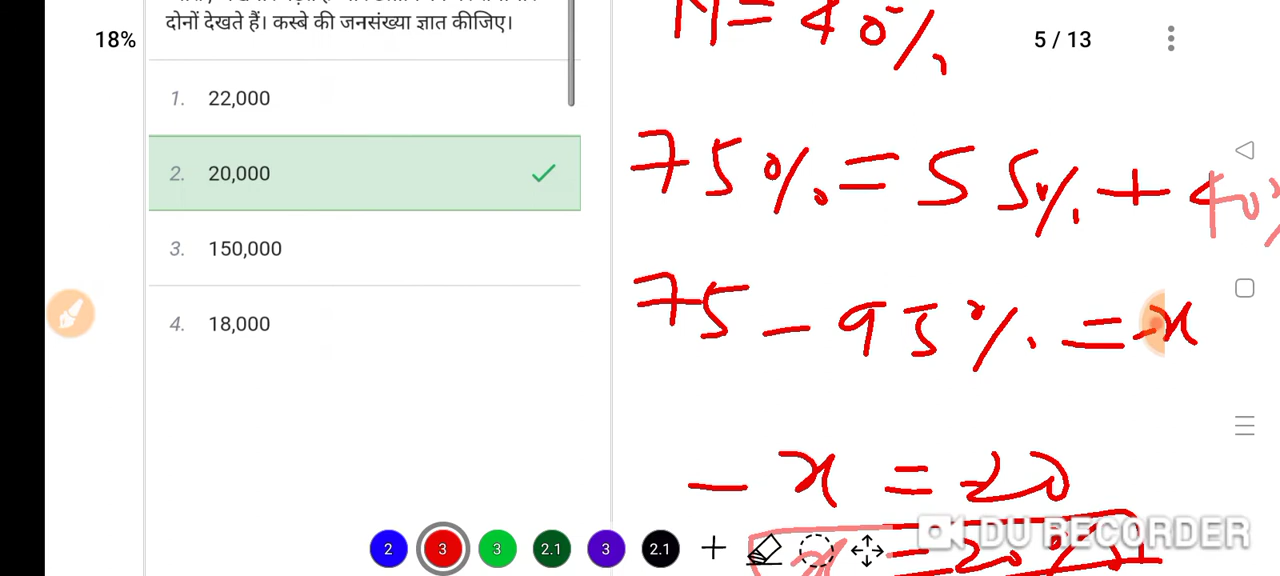 दोनों देखते हैं। कस्बे की जनसंख्या ज्ञात कीजिए।
18%
1. 22,000
2. 20,000
3. 150,000
4. 18,000
5 / 13
= 40%
75% = 55% + 40%
75 - 95% = -x
- x = -20
x = 20%
2
3
3
2.1
3
2.1
DU RECORDER